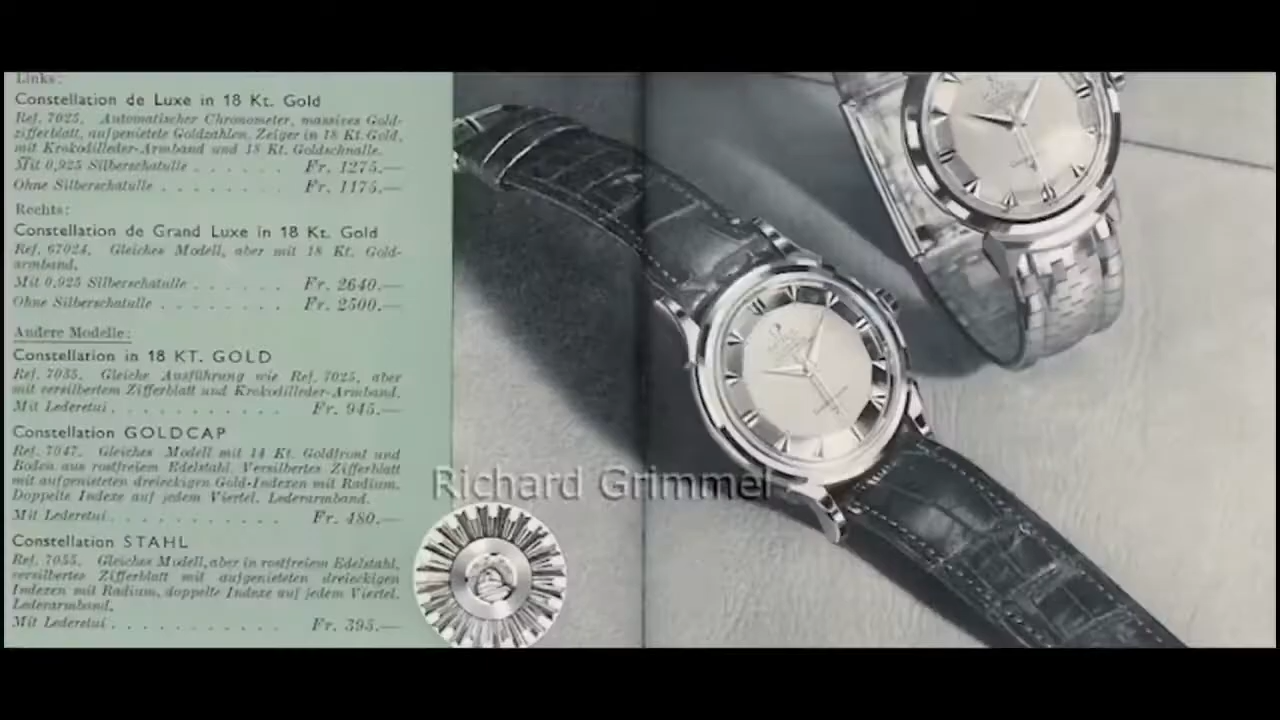 Links:
Constellation de Luxe in 18 Kt. Gold
Ref. 7025. Automatischer Chronometer, massives Gold-
zifferblatt, aufgenietete Goldzahlen. Zeiger in 18 Kt. Gold,
mit Krokodilleder-Armband und 18 Kt. Goldschnalle.
Mit 0,925 Silberschatulle . . . . . . Fr. 1275.—
Ohne Silberschatulle . . . . . . . . Fr. 1175.—
Rechts:
Constellation de Grand Luxe in 18 Kt. Gold
Ref. 67024. Gleiches Modell, aber mit 18 Kt. Gold-
armband.
Mit 0,925 Silberschatulle . . . . . . Fr. 2640.—
Ohne Silberschatulle . . . . . . . . Fr. 2500.—
Andere Modelle:
Constellation in 18 KT. GOLD
Ref. 7035. Gleiche Ausführung wie Ref. 7025, aber
mit versilbertem Zifferblatt und Krokodilleder-Armband.
Mit Lederetui . . . . . . . . . . . Fr. 945.—
Constellation GOLDCAP
Ref. 7047. Gleiches Modell mit 14 Kt. Goldfront und
Boden aus rostfreiem Edelstahl. Versilbertes Zifferblatt
mit aufgenieteten dreieckigen Gold-Indexen mit Radium.
Doppelte Indexe auf jedem Viertel. Lederarmband.
Mit Lederetui . . . . . . . . . . . Fr. 480.—
Constellation STAHL
Ref. 7055. Gleiches Modell, aber in rostfreiem Edelstahl,
versilbertes Zifferblatt mit aufgenieteten dreieckigen
Indexen mit Radium, doppelte Indexe auf jedem Viertel.
Lederarmband.
Mit Lederetui . . . . . . . . . . . Fr. 395.—
Richard Grimmel